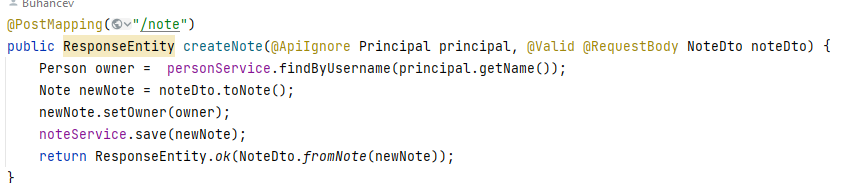 Buhancev
@PostMapping("/note")
public ResponseEntity createNote(@ApiIgnore Principal principal, @Valid @RequestBody NoteDto noteDto) {
    Person owner =  personService.findByUsername(principal.getName());
    Note newNote = noteDto.toNote();
    newNote.setOwner(owner);
    noteService.save(newNote);
    return ResponseEntity.ok(NoteDto.fromNote(newNote));
}